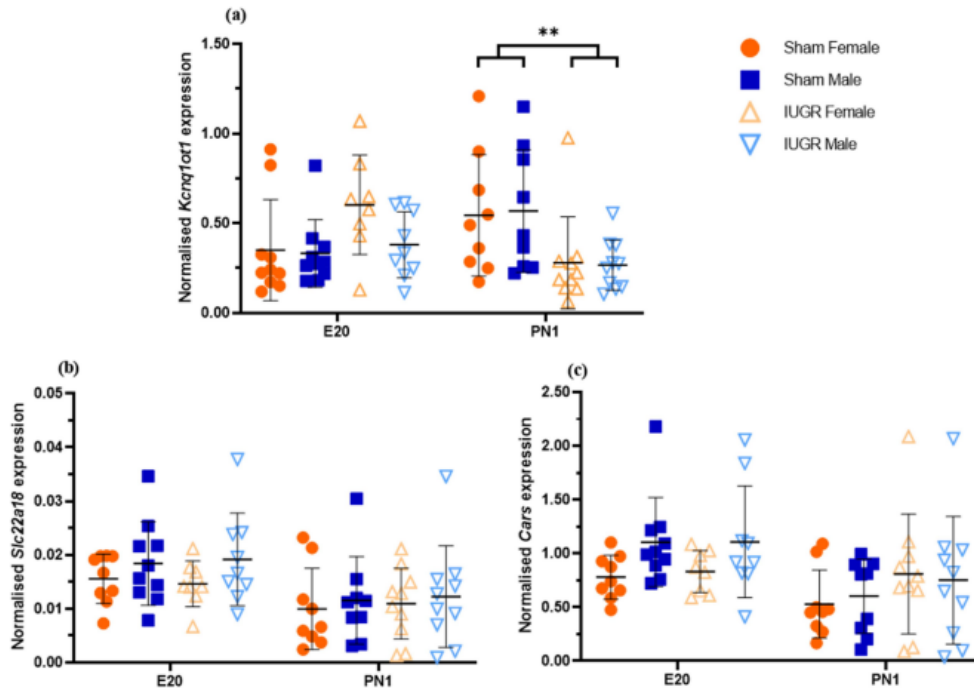 (a)
Normalised Kcnq1ot1 expression
1.50
1.00
0.50
0.00
**
E20
PN1
Sham Female
Sham Male
IUGR Female
IUGR Male
(b)
Normalised Slc22a18 expression
0.05
0.04
0.03
0.02
0.01
0.00
E20
PN1
(c)
Normalised Cars expression
2.50
2.00
1.50
1.00
0.50
0.00
E20
PN1